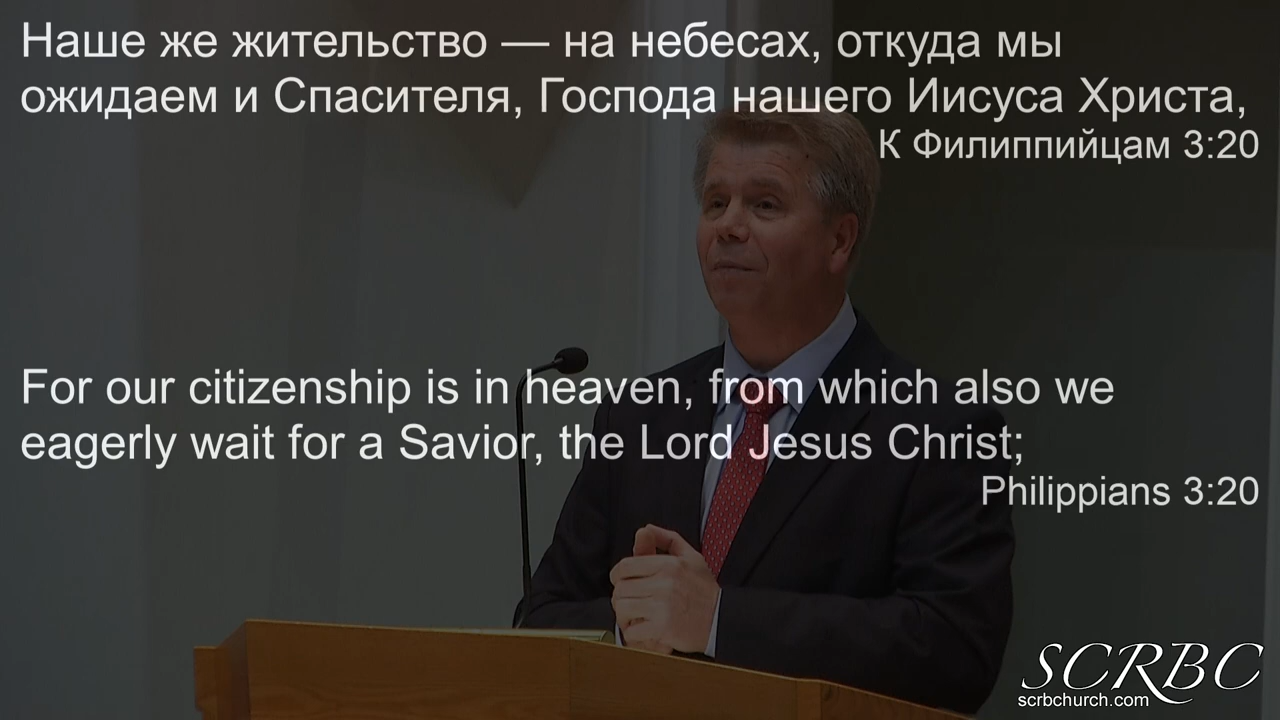 Наше же жительство — на небесах, откуда мы
ожидаем и Спасителя, Господа нашего Иисуса Христа,
К Филиппийцам 3:20
For our citizenship is in heaven, from which also we
eagerly wait for a Savior, the Lord Jesus Christ;
Philippians 3:20
SCRBC
scrbchurch.com